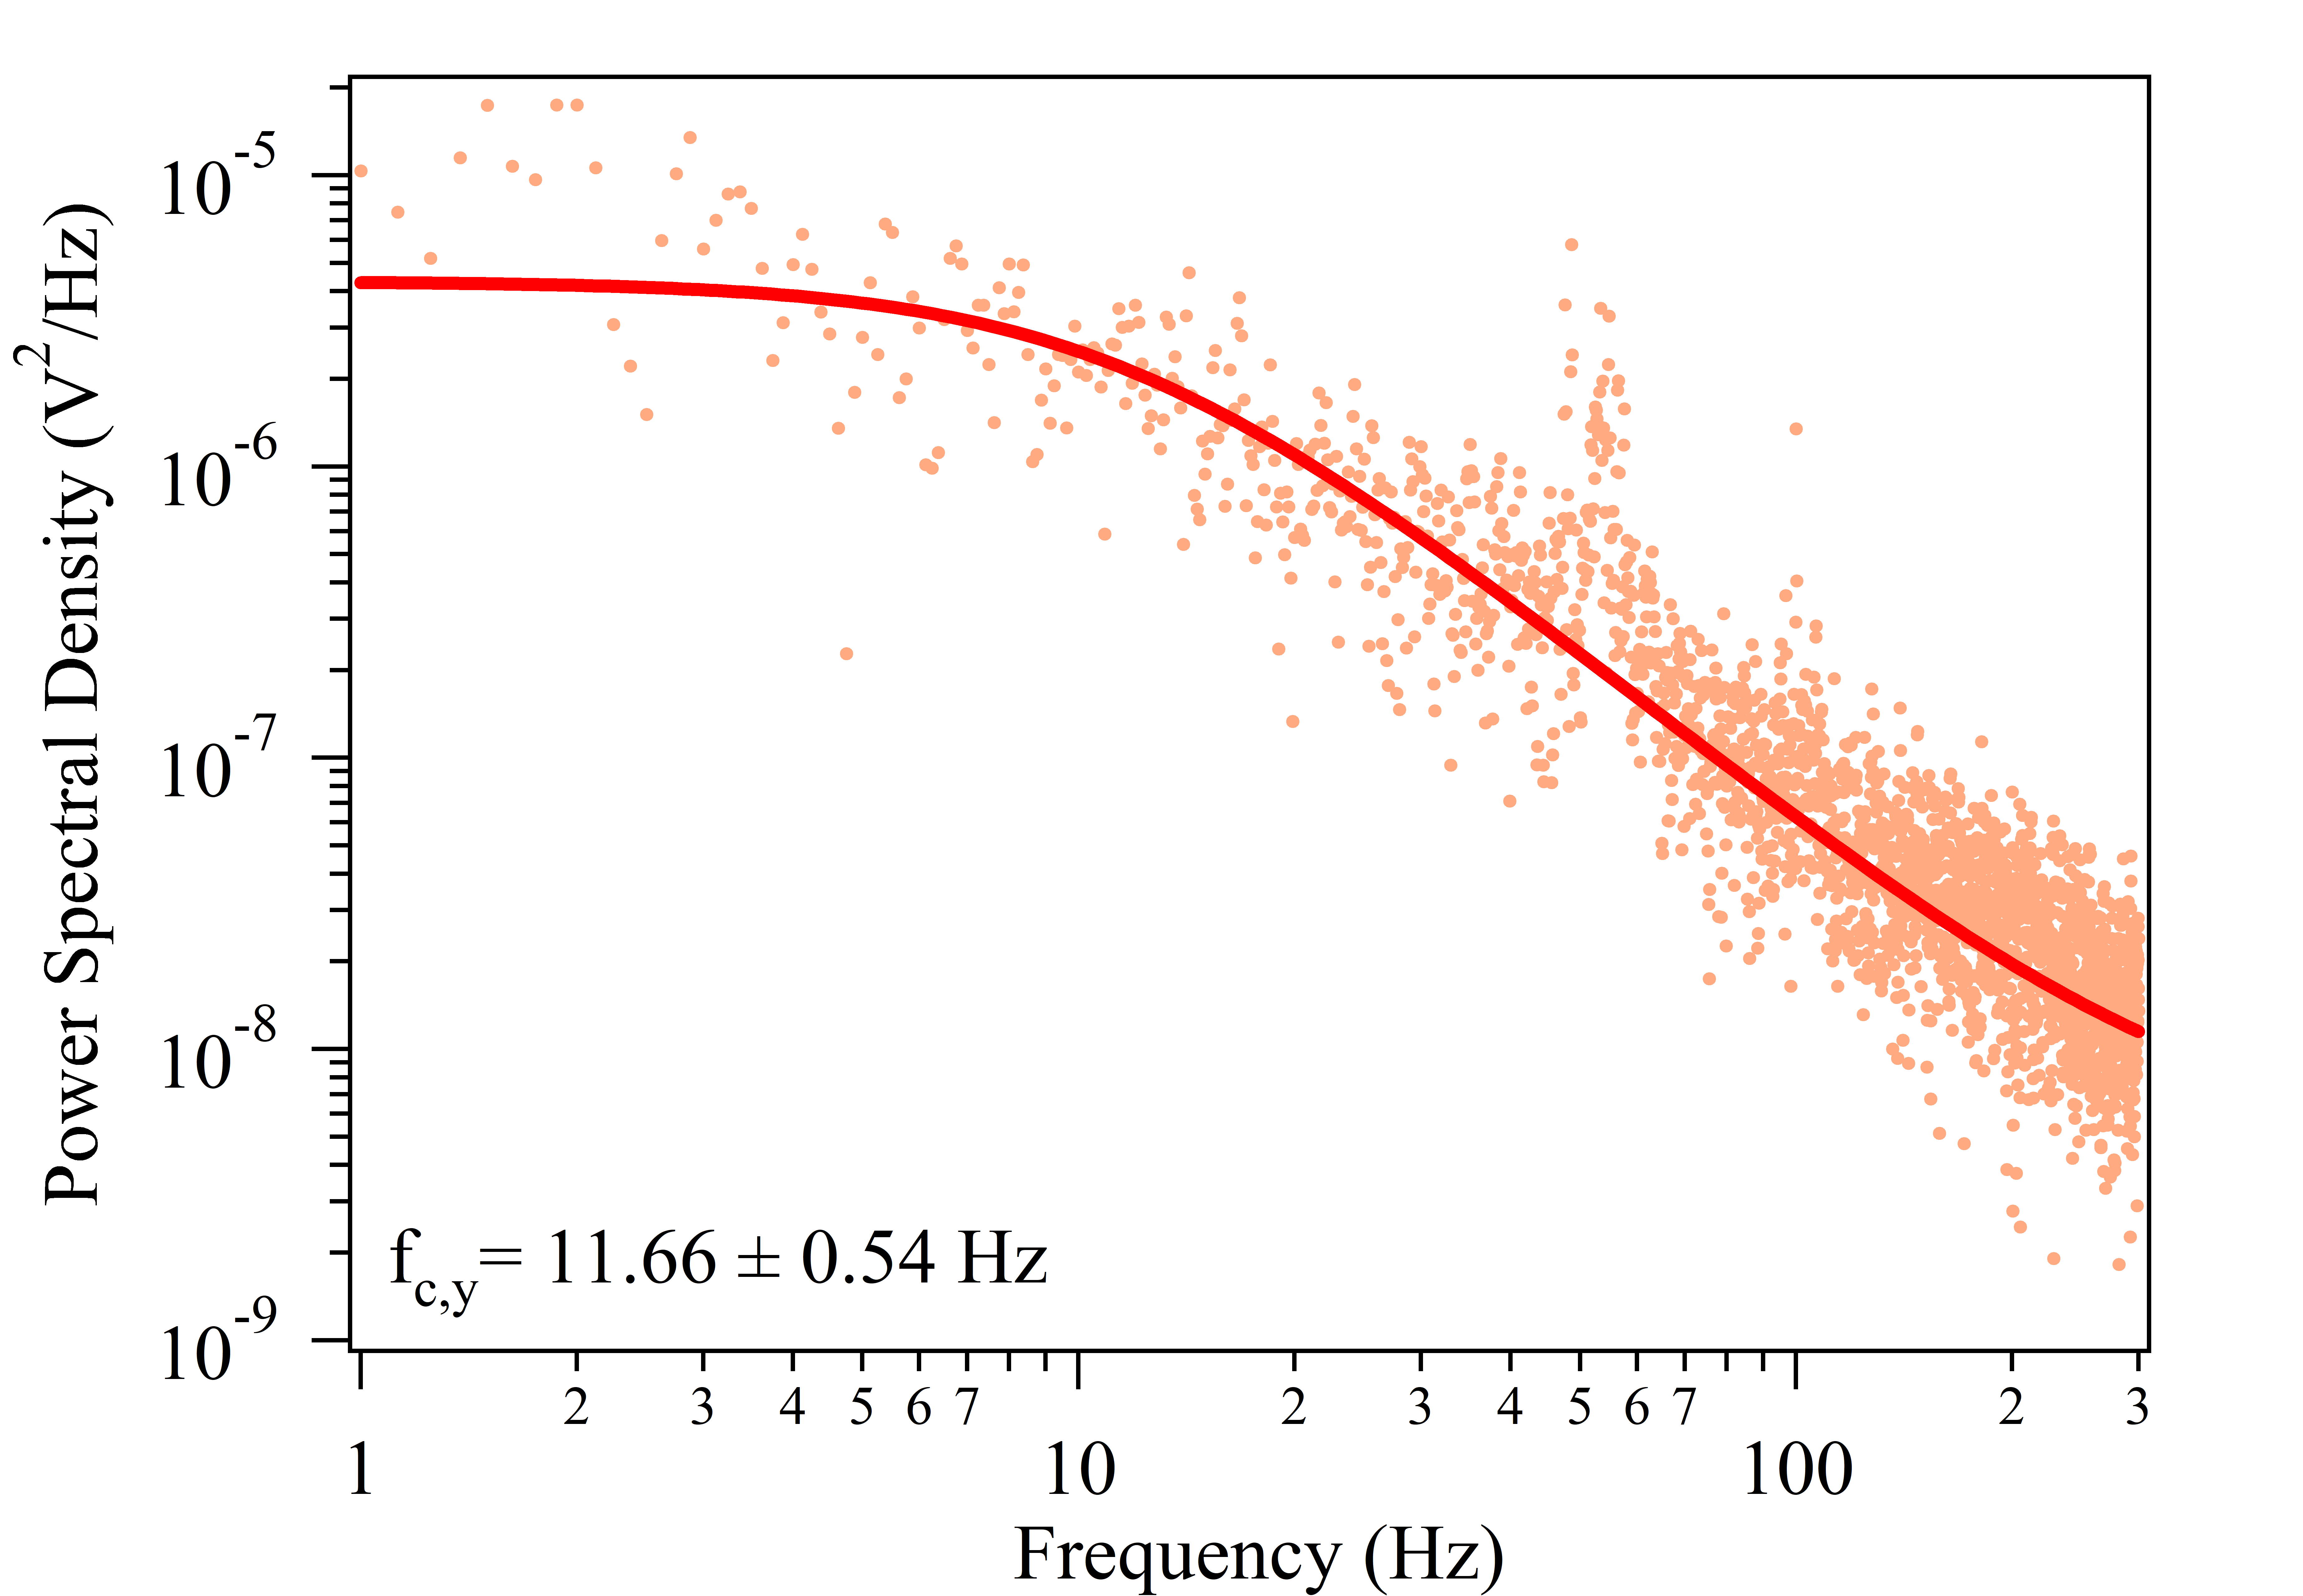 Power Spectral Density (V²/Hz)
10⁻⁵
10⁻⁶
10⁻⁷
10⁻⁸
10⁻⁹
f_c,y = 11.66 ± 0.54 Hz
2 3 4 5 6 7 2 3 4 5 6 7 2 3
1 10 100
Frequency (Hz)